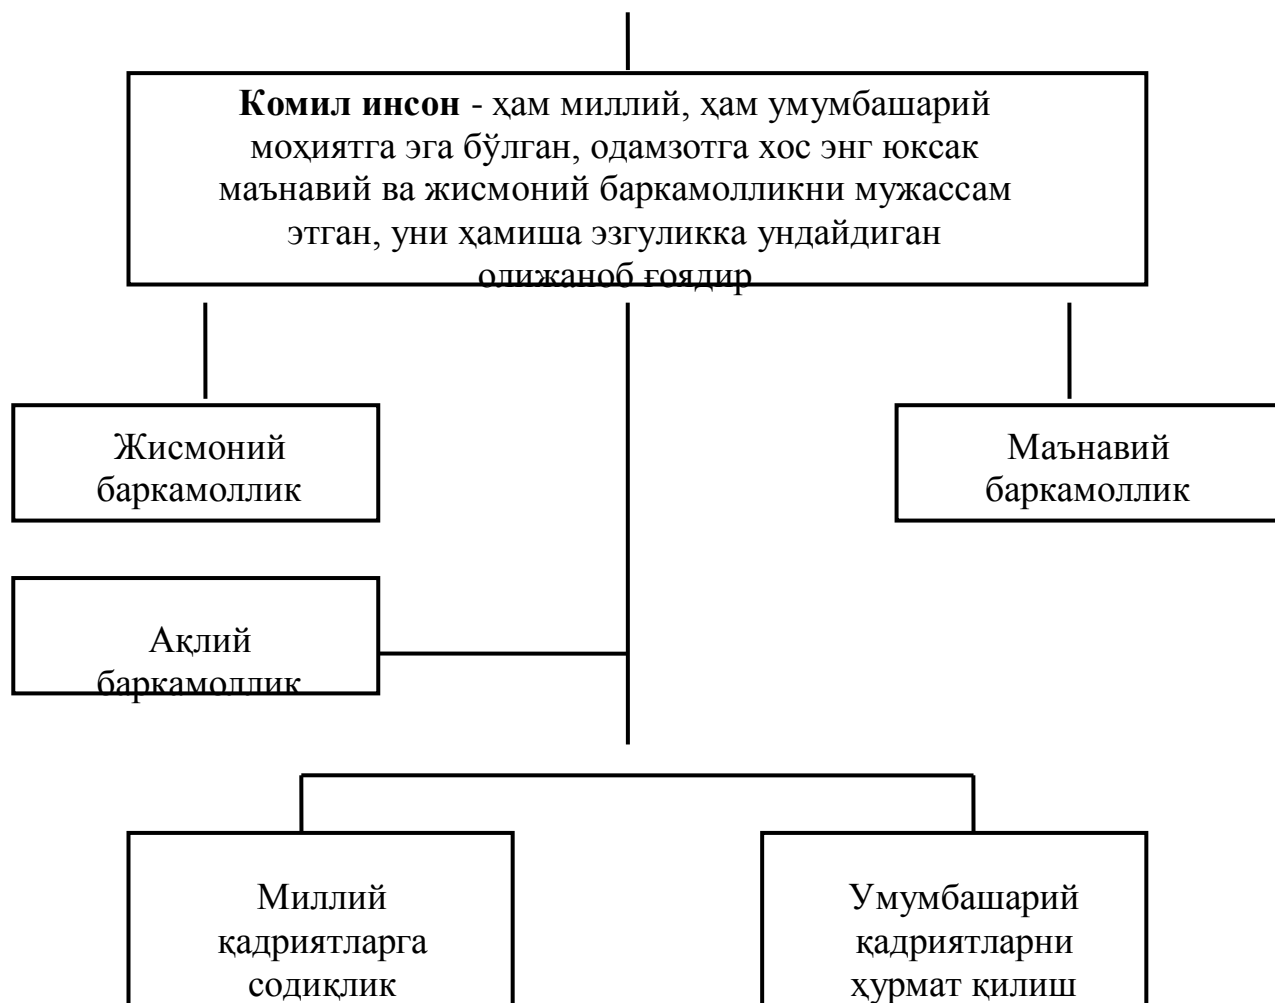 Комил инсон - ҳам миллий, ҳам умумбашарий
моҳиятга эга бўлган, одамзотга хос энг юксак
маънавий ва жисмоний баркамолликни мужассам
этган, уни ҳамиша эзгуликка ундайдиган
олижаноб ғоядир
Жисмоний
баркамоллик
Маънавий
баркамоллик
Ақлий
баркамоллик
Миллий
қадриятларга
содиқлик
Умумбашарий
қадриятларни
ҳурмат қилиш